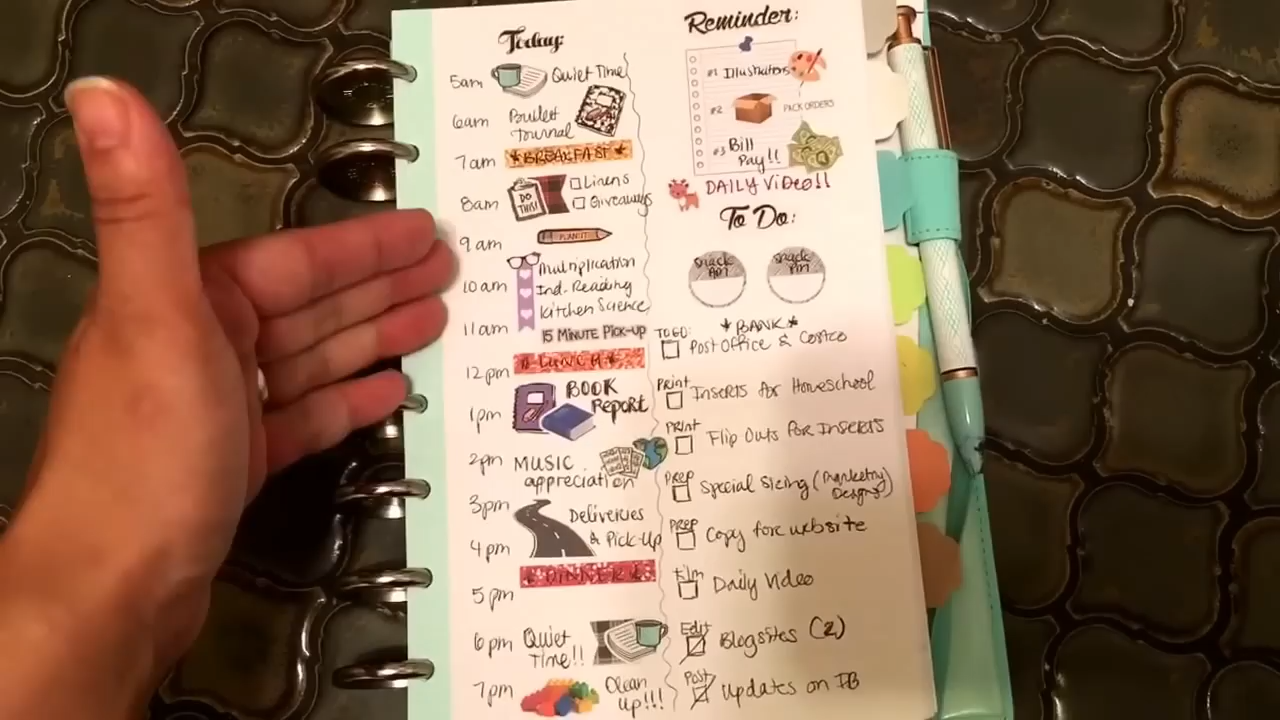 Today:
5am Quiet Time
6am Bullet
Journal
7am BREAKFAST
8am DO THIS! Linens
Giveaways
9am PLAN IT
Multiplication
10am Ind. Reading
Kitchen Science
11am 15 MINUTE PICK-UP
12pm LUNCH
1pm BOOK
Report
2pm MUSIC
appreciation
3pm Deliveries
4pm & Pick-Up
DINNER
5pm
6pm Quiet
Time!!
7pm Clean
up!!!
Reminder:
#1 Illustrators
#2 PACK ORDERS
#3 Bill
Pay!!
DAILY Video!!
To Do:
Snack AM Snack PM
TO GO: *BANK*
Post Office & Costco
Print Inserts for Homeschool
Print Flip Outs for Inserts
PREP Special Sizing (
Designs)
PREP Copy for website
Film Daily Video
Edit Blogsites (2)
Post Updates on FB